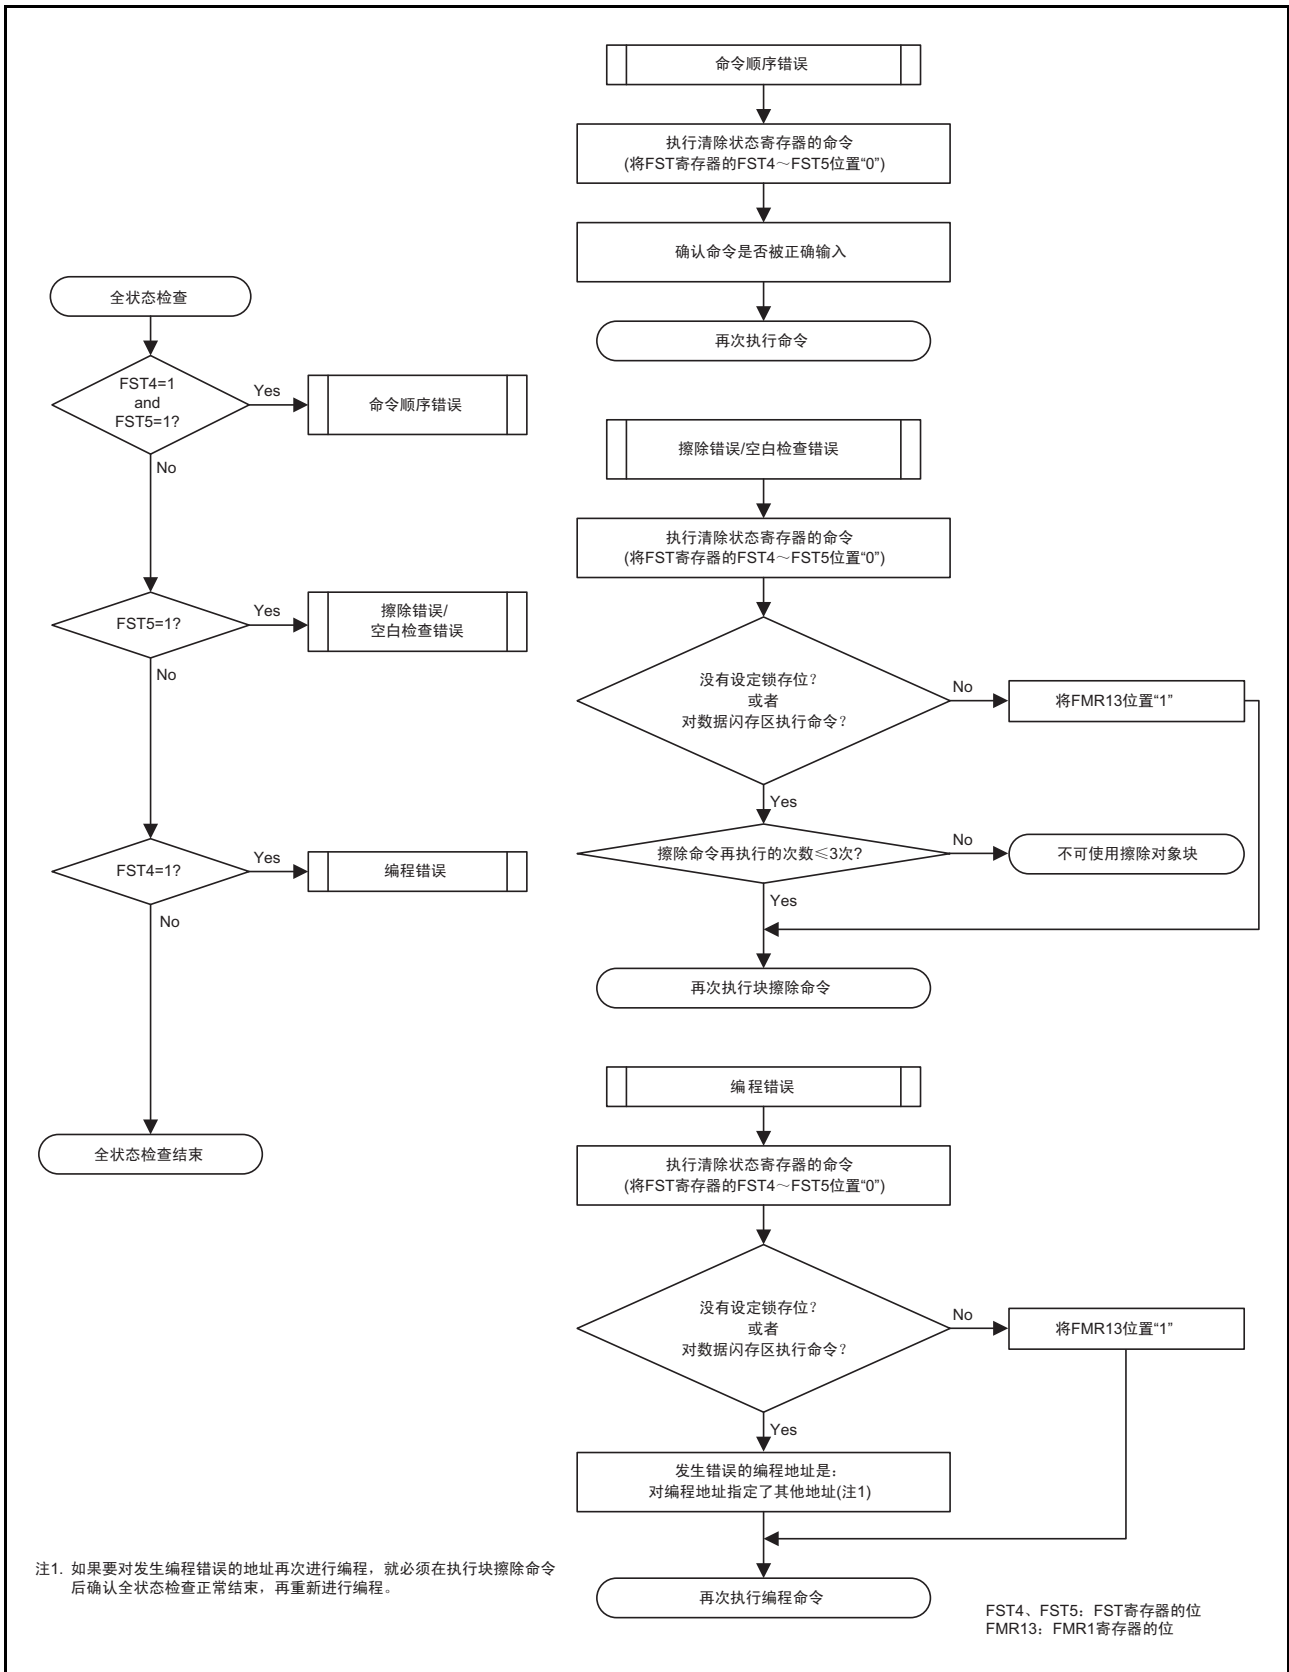 全状态检查
FST4=1
and
FST5=1?
Yes
命令顺序错误
No
FST5=1?
Yes
擦除错误/
空白检查错误
No
FST4=1?
Yes
编程错误
No
全状态检查结束
命令顺序错误
执行清除状态寄存器的命令
(将FST寄存器的FST4～FST5位置“0”)
确认命令是否被正确输入
再次执行命令
擦除错误/空白检查错误
执行清除状态寄存器的命令
(将FST寄存器的FST4～FST5位置“0”)
没有设定锁存位？
或者
对数据闪存区执行命令？
No
将FMR13位置“1”
Yes
擦除命令再执行的次数≤3次?
No
不可使用擦除对象块
Yes
再次执行块擦除命令
编程错误
执行清除状态寄存器的命令
(将FST寄存器的FST4～FST5位置“0”)
没有设定锁存位？
或者
对数据闪存区执行命令？
No
将FMR13位置“1”
Yes
发生错误的编程地址是：
对编程地址指定了其他地址(注1)
再次执行编程命令
注1. 如果要对发生编程错误的地址再次进行编程，就必须在执行块擦除命令
后确认全状态检查正常结束，再重新进行编程。
FST4、FST5：FST寄存器的位
FMR13：FMR1寄存器的位